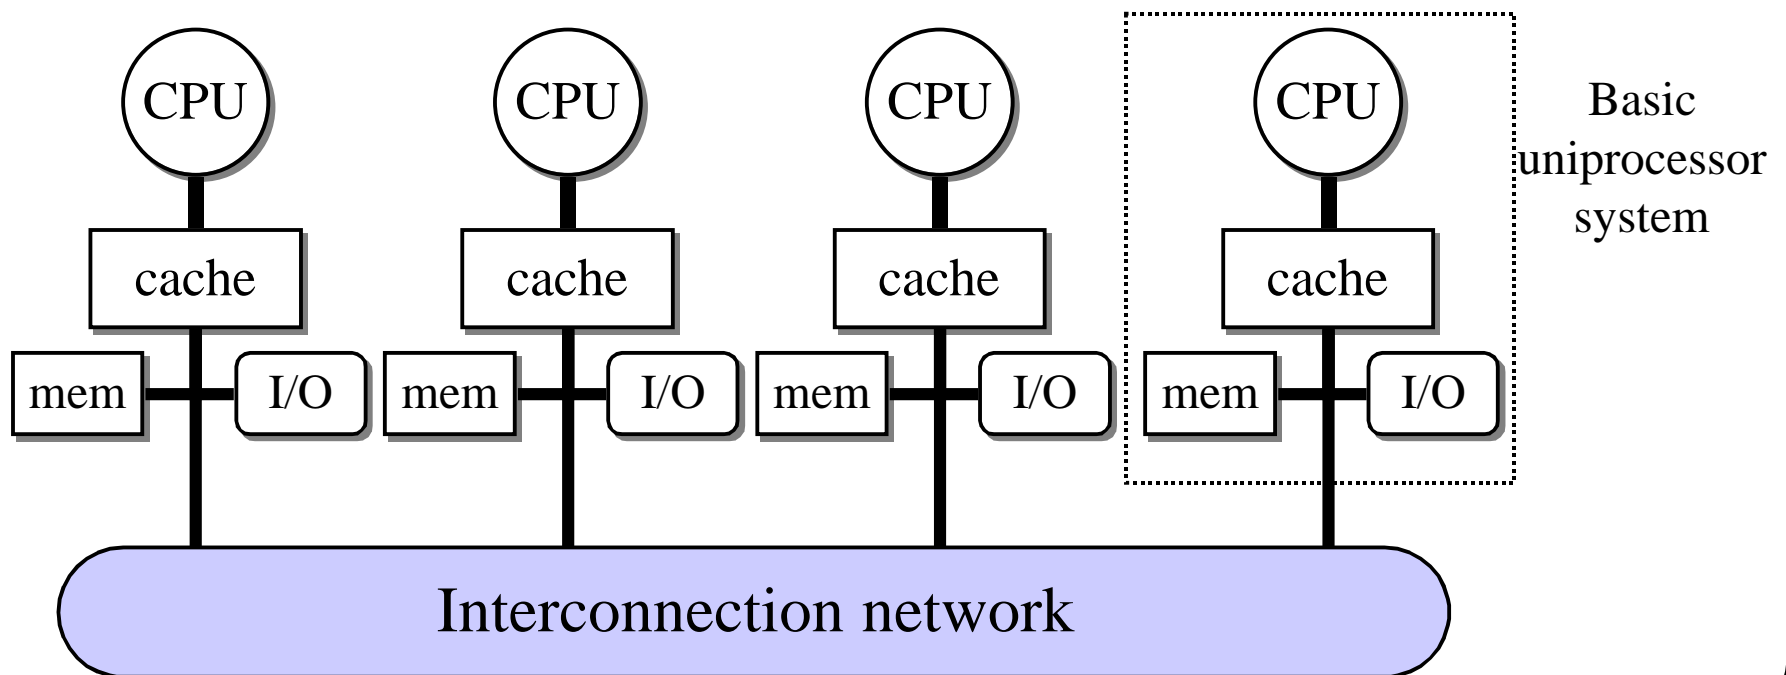 CPU
CPU
CPU
CPU
Basic
uniprocessor
system
cache
cache
cache
cache
mem
I/O
mem
I/O
mem
I/O
mem
I/O
Interconnection network